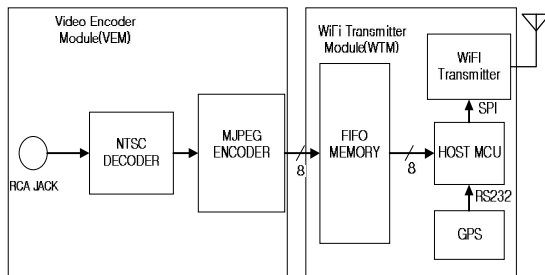 Video Encoder
Module(VEM)
WiFi Transmitter
Module(WTM)
WiFI
Transmitter
SPI
NTSC
DECODER
MJPEG
ENCODER
FIFO
MEMORY
HOST MCU
RCA JACK
8
8
RS232
GPS